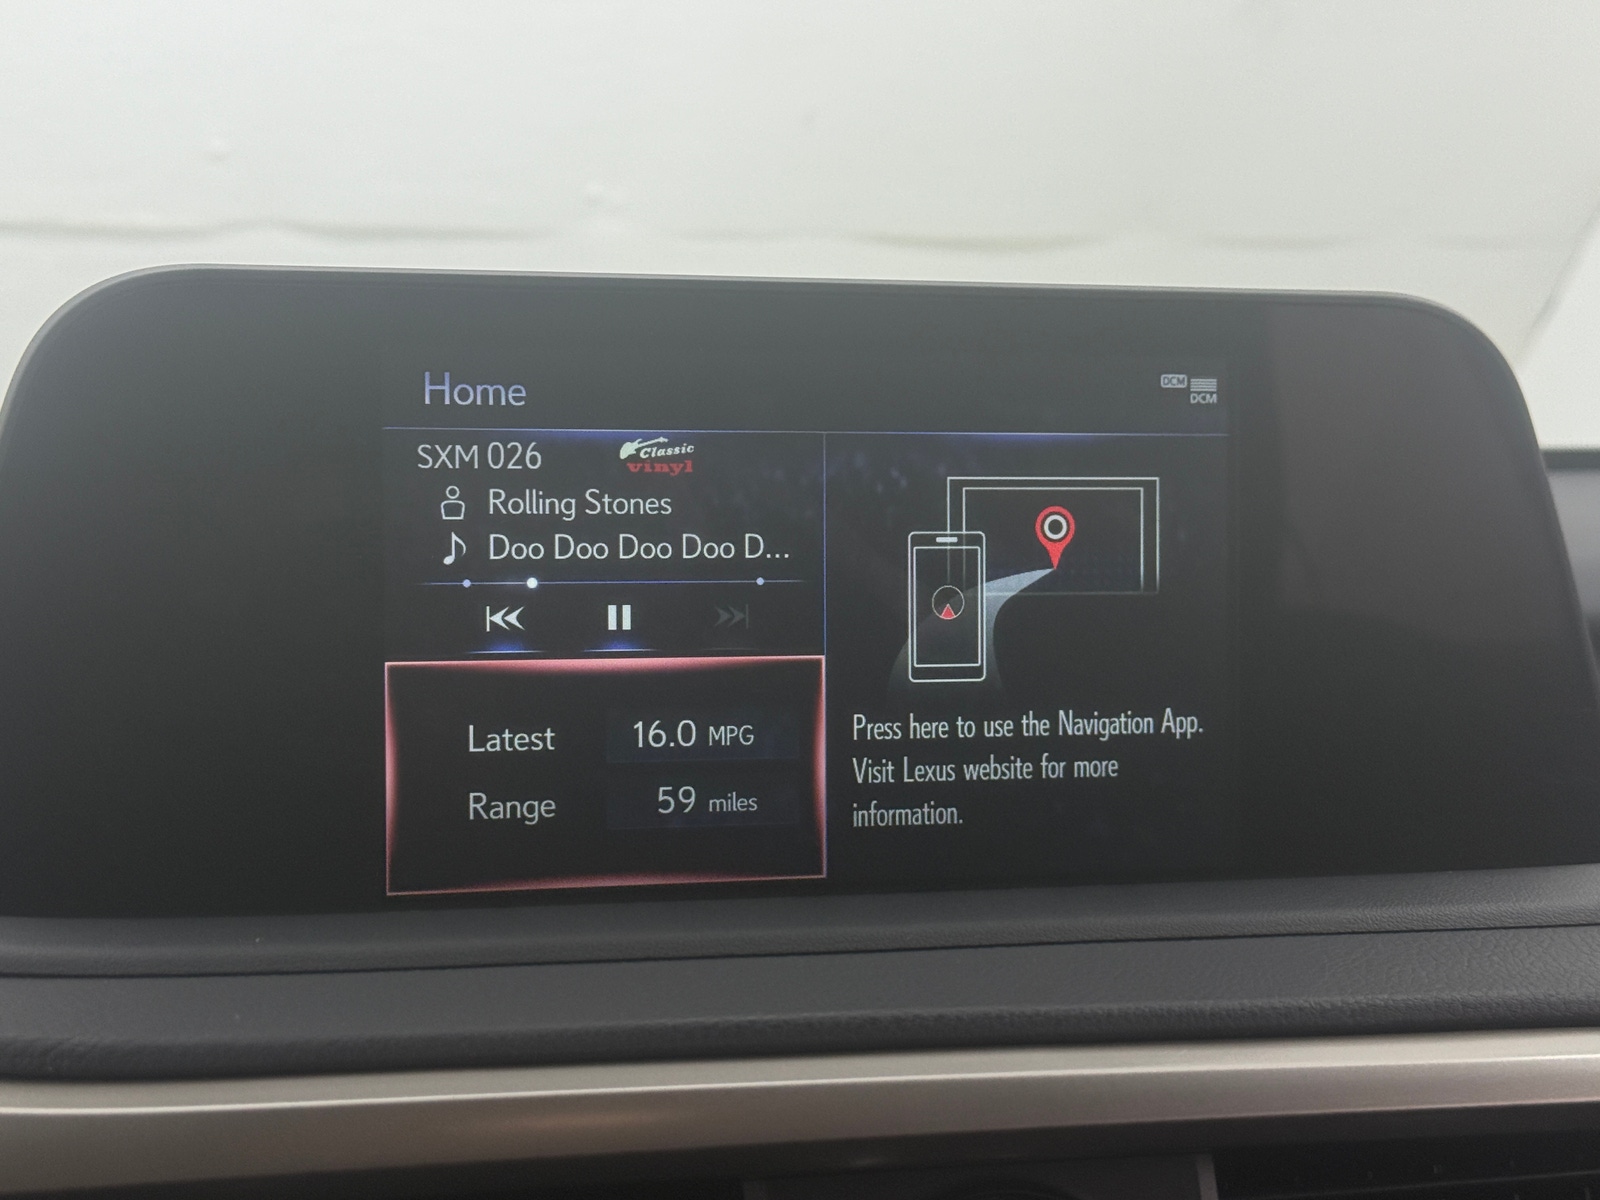 Home
DCM
DCM
SXM 026
Classic
vinyl
Rolling Stones
Doo Doo Doo Doo D...
Latest 16.0 MPG
Range 59 miles
Press here to use the Navigation App.
Visit Lexus website for more
information.